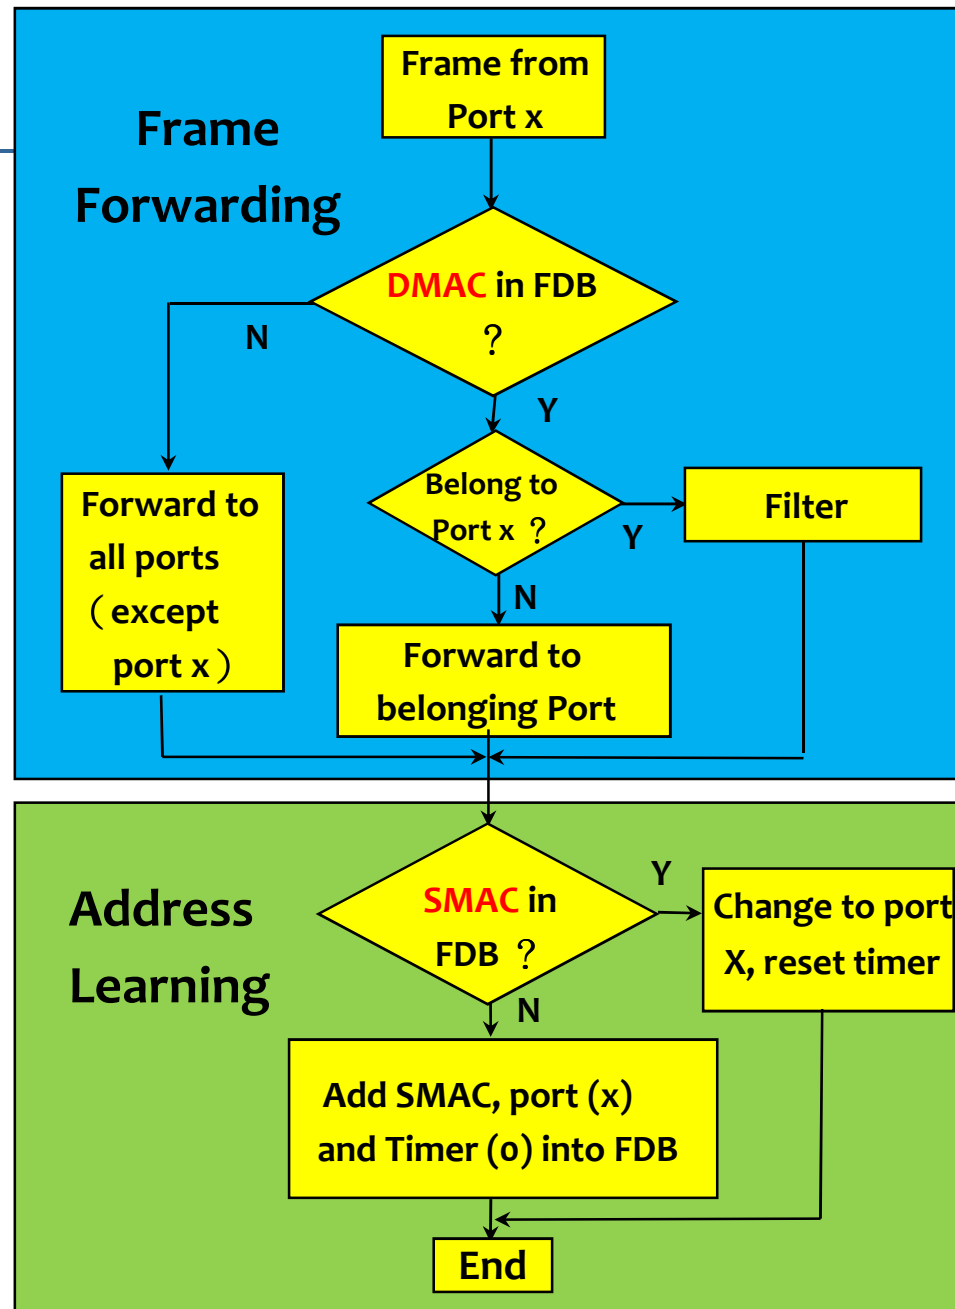 Frame from
Port x
Frame
Forwarding
DMAC in FDB
？
N
Y
Forward to
all ports
（except
port x）
Belong to
Port x ？
Y
Filter
N
Forward to
belonging Port
Address
Learning
SMAC in
FDB ？
Y
Change to port
X, reset timer
N
Add SMAC, port (x)
and Timer (0) into FDB
End